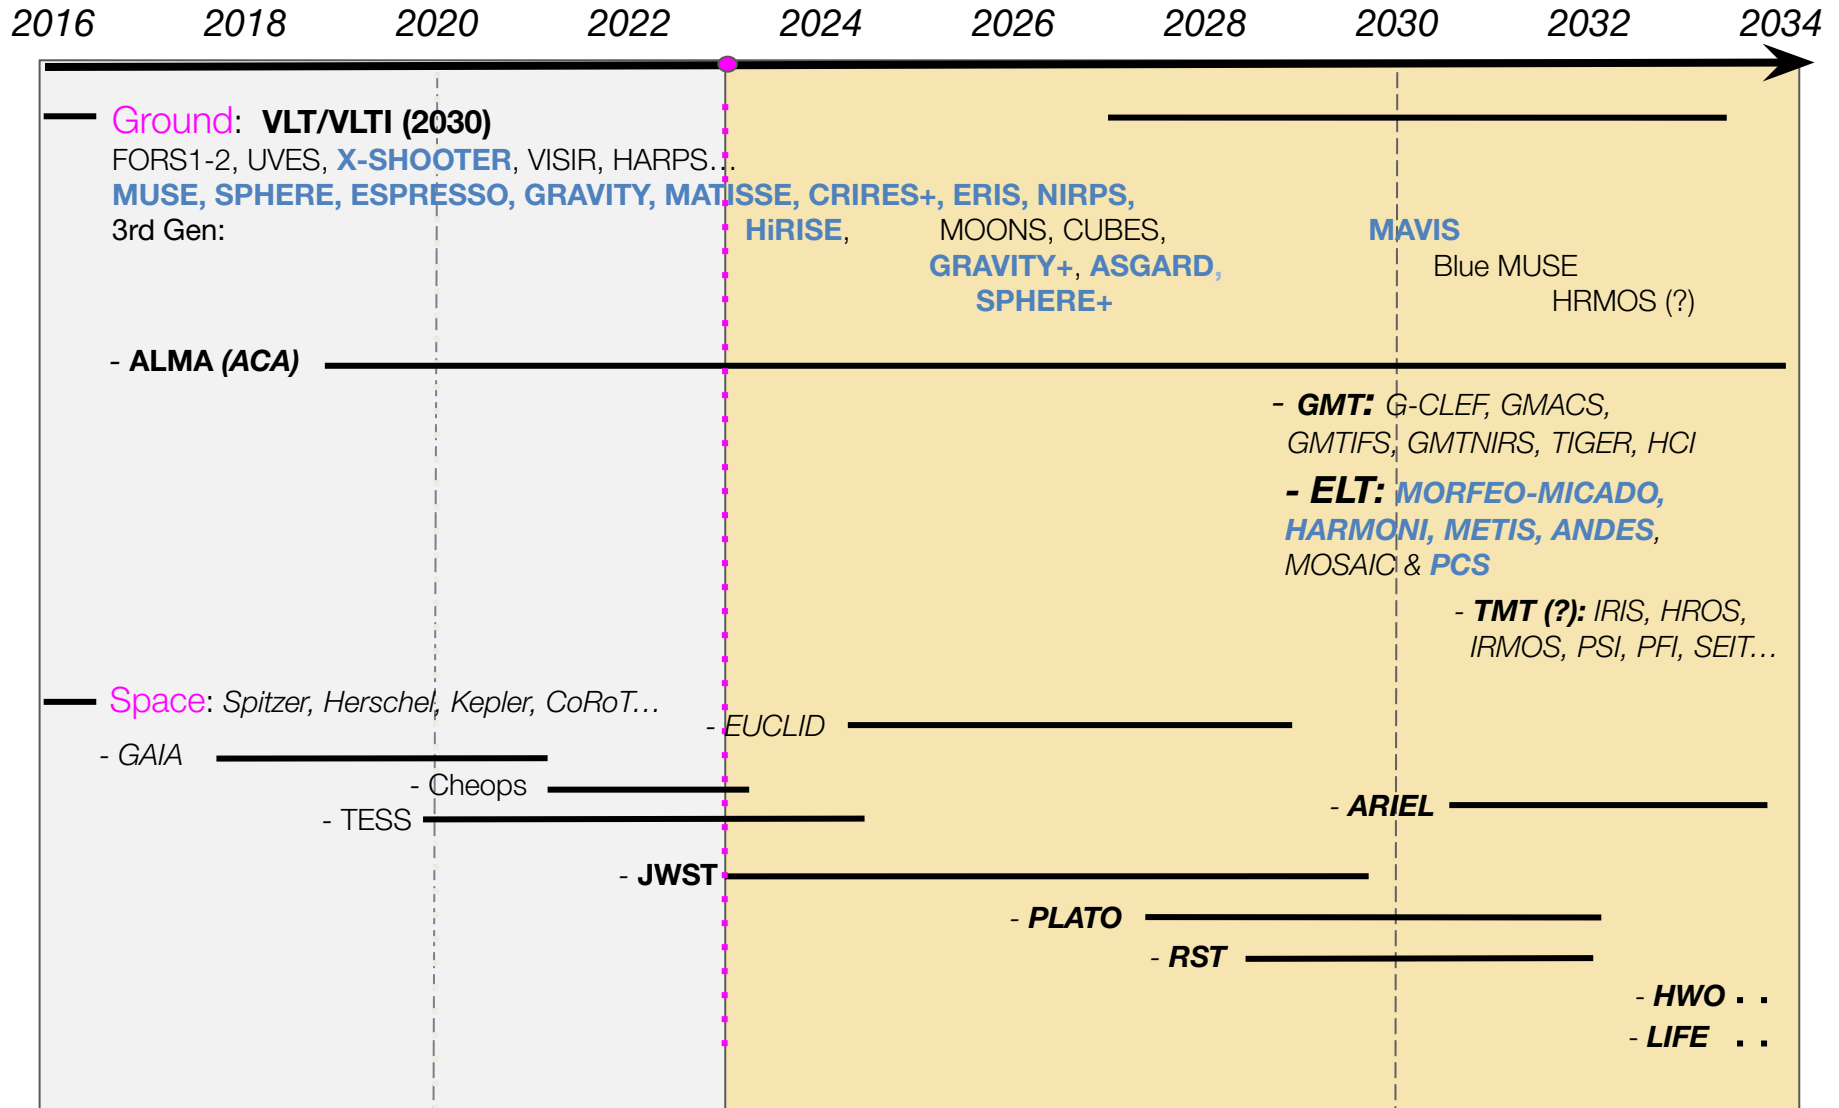 2016 2018 2020 2022 2024 2026 2028 2030 2032 2034
Ground: VLT/VLTI (2030)
FORS1-2, UVES, X-SHOOTER, VISIR, HARPS…
MUSE, SPHERE, ESPRESSO, GRAVITY, MATISSE, CRIRES+, ERIS, NIRPS,
3rd Gen: HiRISE, MOONS, CUBES, MAVIS
GRAVITY+, ASGARD, Blue MUSE
SPHERE+ HRMOS (?)
- ALMA (ACA)
- GMT: G-CLEF, GMACS,
GMTIFS, GMTNIRS, TIGER, HCI
- ELT: MORFEO-MICADO,
HARMONI, METIS, ANDES,
MOSAIC & PCS
- TMT (?): IRIS, HROS,
IRMOS, PSI, PFI, SEIT…
Space: Spitzer, Herschel, Kepler, CoRoT…
- EUCLID
- GAIA
- Cheops
- ARIEL
- TESS
- JWST
- PLATO
- RST
- HWO . .
- LIFE . .